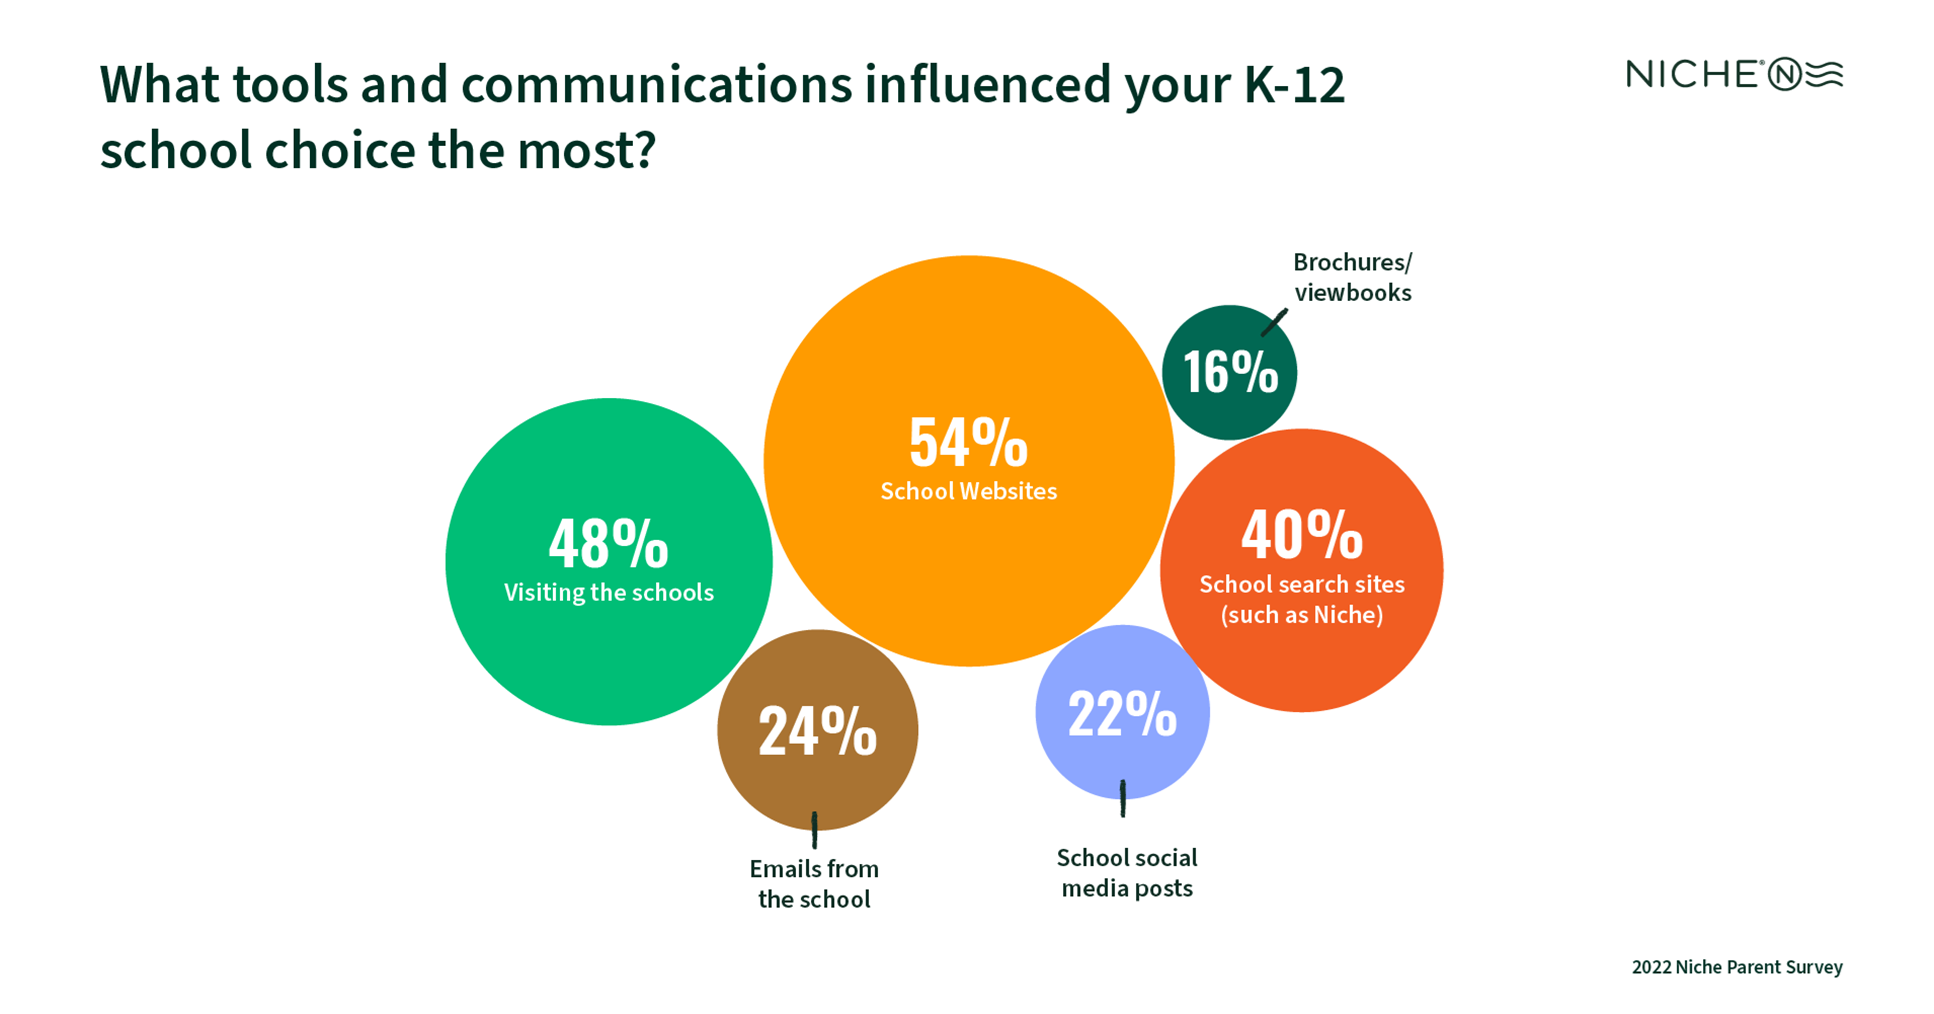 What tools and communications influenced your K-12
school choice the most?
NICHE®
N
Brochures/
viewbooks
16%
54%
School Websites
48%
Visiting the schools
40%
School search sites
(such as Niche)
24%
22%
Emails from
the school
School social
media posts
2022 Niche Parent Survey